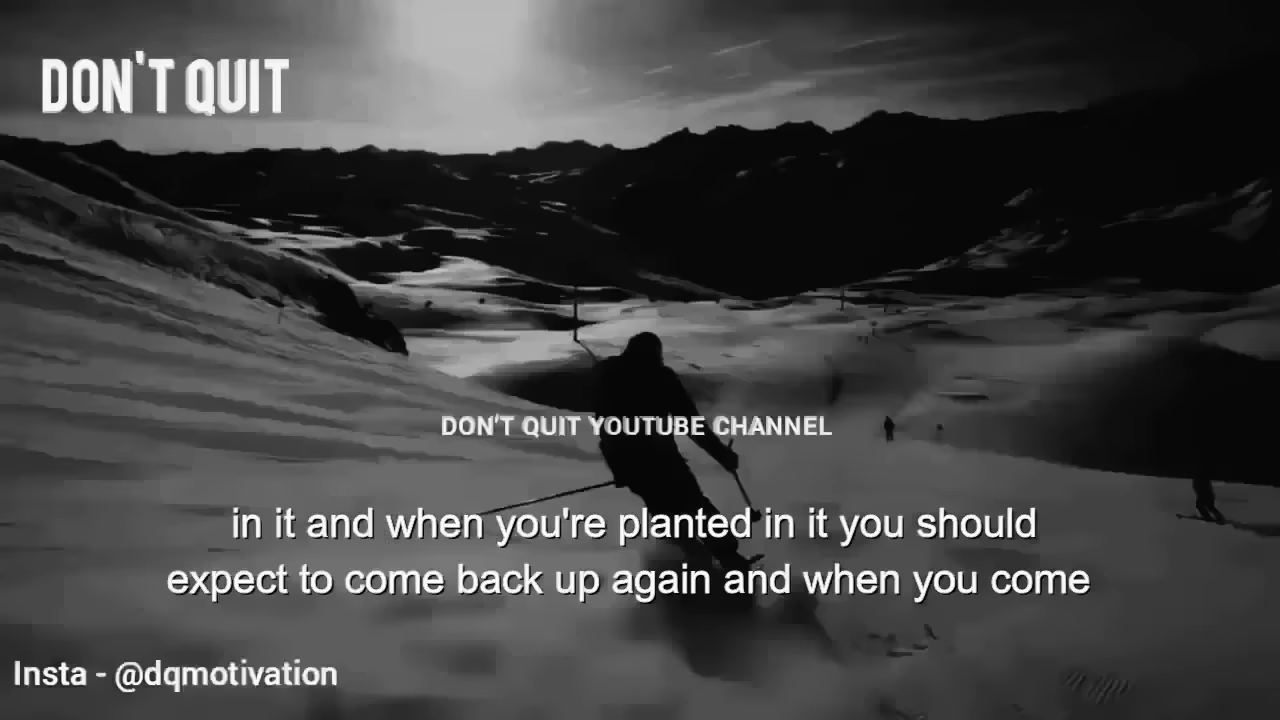 DON'T QUIT
DON'T QUIT YOUTUBE CHANNEL
in it and when you're planted in it you should
expect to come back up again and when you come
Insta - @dqmotivation